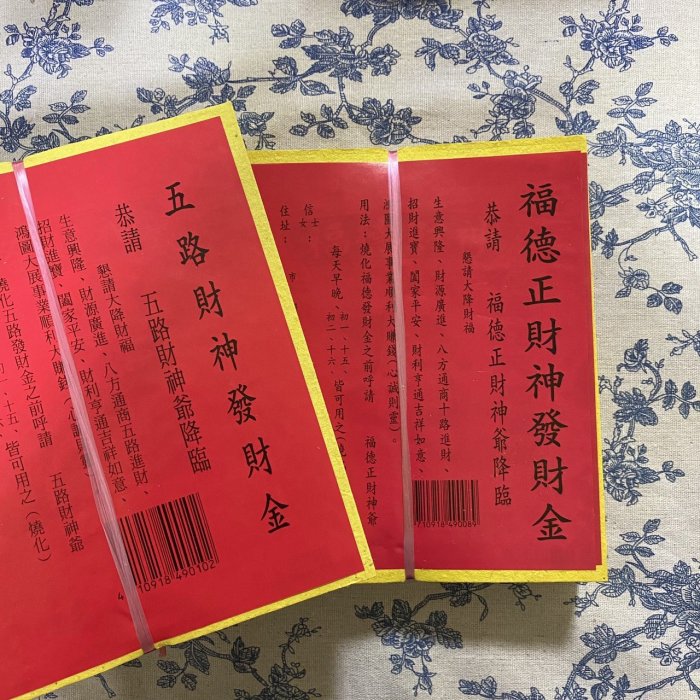 福德正財神發財金
恭請　福德正財神爺降臨
懇請大降財福
生意興隆、財源廣進、八方通商十路進財、
招財進寶、闔家平安、財利亨通吉祥如意、
鴻圖大展事業順利大賺錢(心誠則靈)。
用法：燒化福德發財金之前呼請　福德正財神爺
每天早晚、初一、十五、初二、十六、皆可用之
信士
女：
住址：
710918490089
五路財神發財金
恭請　五路財神爺降臨
懇請大降財福
生意興隆、財源廣進、八方通商五路進財、
招財進寶、闔家平安、財利亨通吉祥如意、
鴻圖大展事業順利大賺錢
燒化五路發財金之前呼請　五路財神爺
十五、皆可用之(燒化)
4 710918 490102